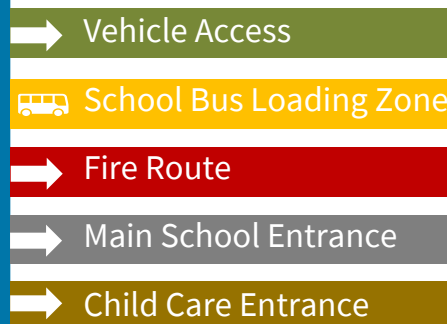 Vehicle Access
School Bus Loading Zone
Fire Route
Main School Entrance
Child Care Entrance